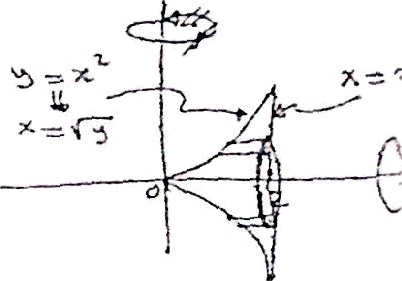 y = x²
⇓
x = √y
x =
O